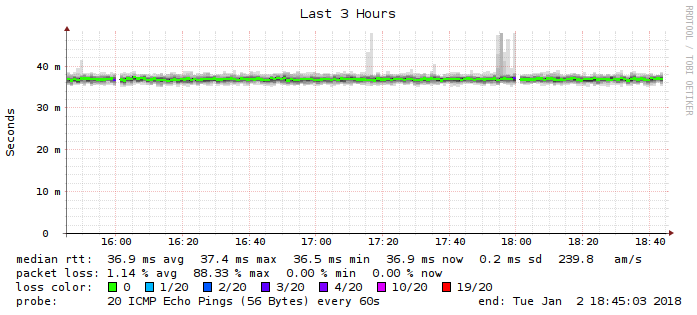 Last 3 Hours
RRDTOOL / TOBI OETIKER
Seconds
40 m
30 m
20 m
10 m
0
16:00 16:20 16:40 17:00 17:20 17:40 18:00 18:20 18:40
median rtt: 36.9 ms avg 37.4 ms max 36.5 ms min 36.9 ms now 0.2 ms sd 239.8 am/s
packet loss: 1.14 % avg 88.33 % max 0.00 % min 0.00 % now
loss color: 0 1/20 2/20 3/20 4/20 10/20 19/20
probe: 20 ICMP Echo Pings (56 Bytes) every 60s end: Tue Jan 2 18:45:03 2018